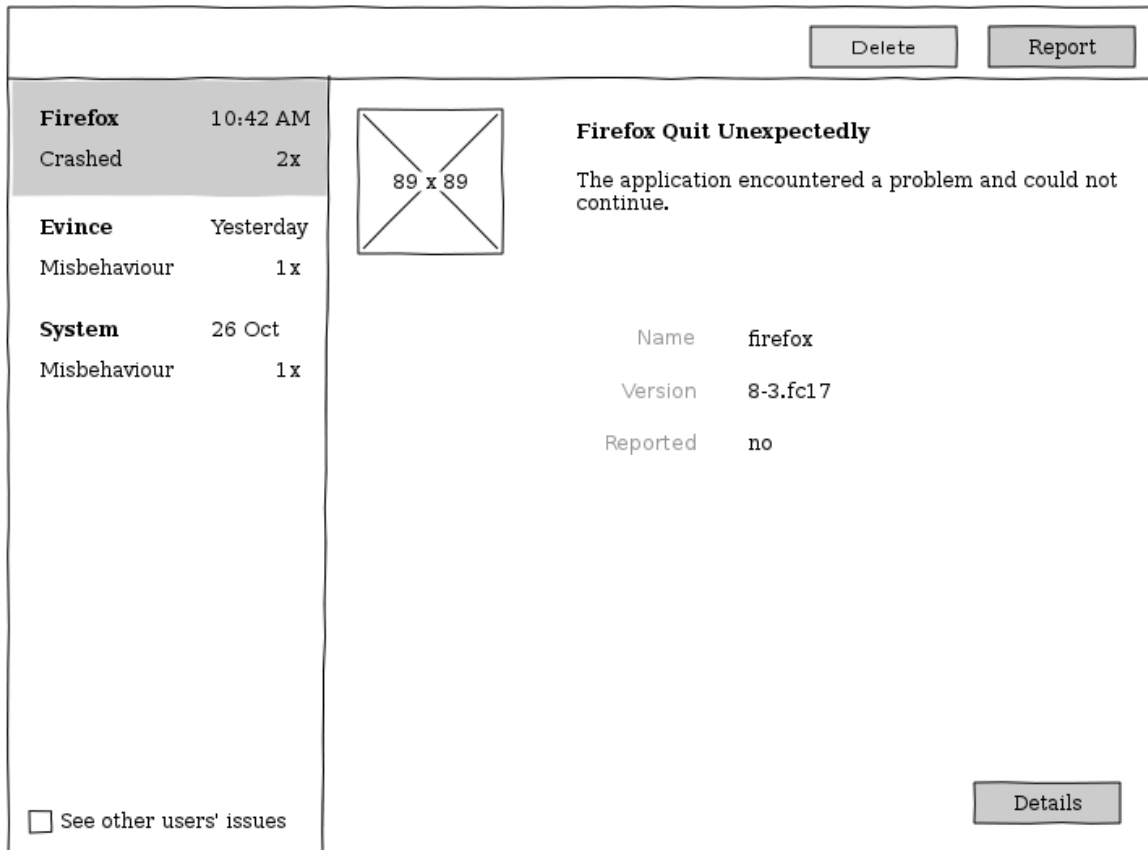 Delete Report
Firefox 10:42 AM
Crashed 2x
Evince Yesterday
Misbehaviour 1x
System 26 Oct
Misbehaviour 1x
See other users' issues
89 x 89
Firefox Quit Unexpectedly
The application encountered a problem and could not
continue.
Name firefox
Version 8-3.fc17
Reported no
Details